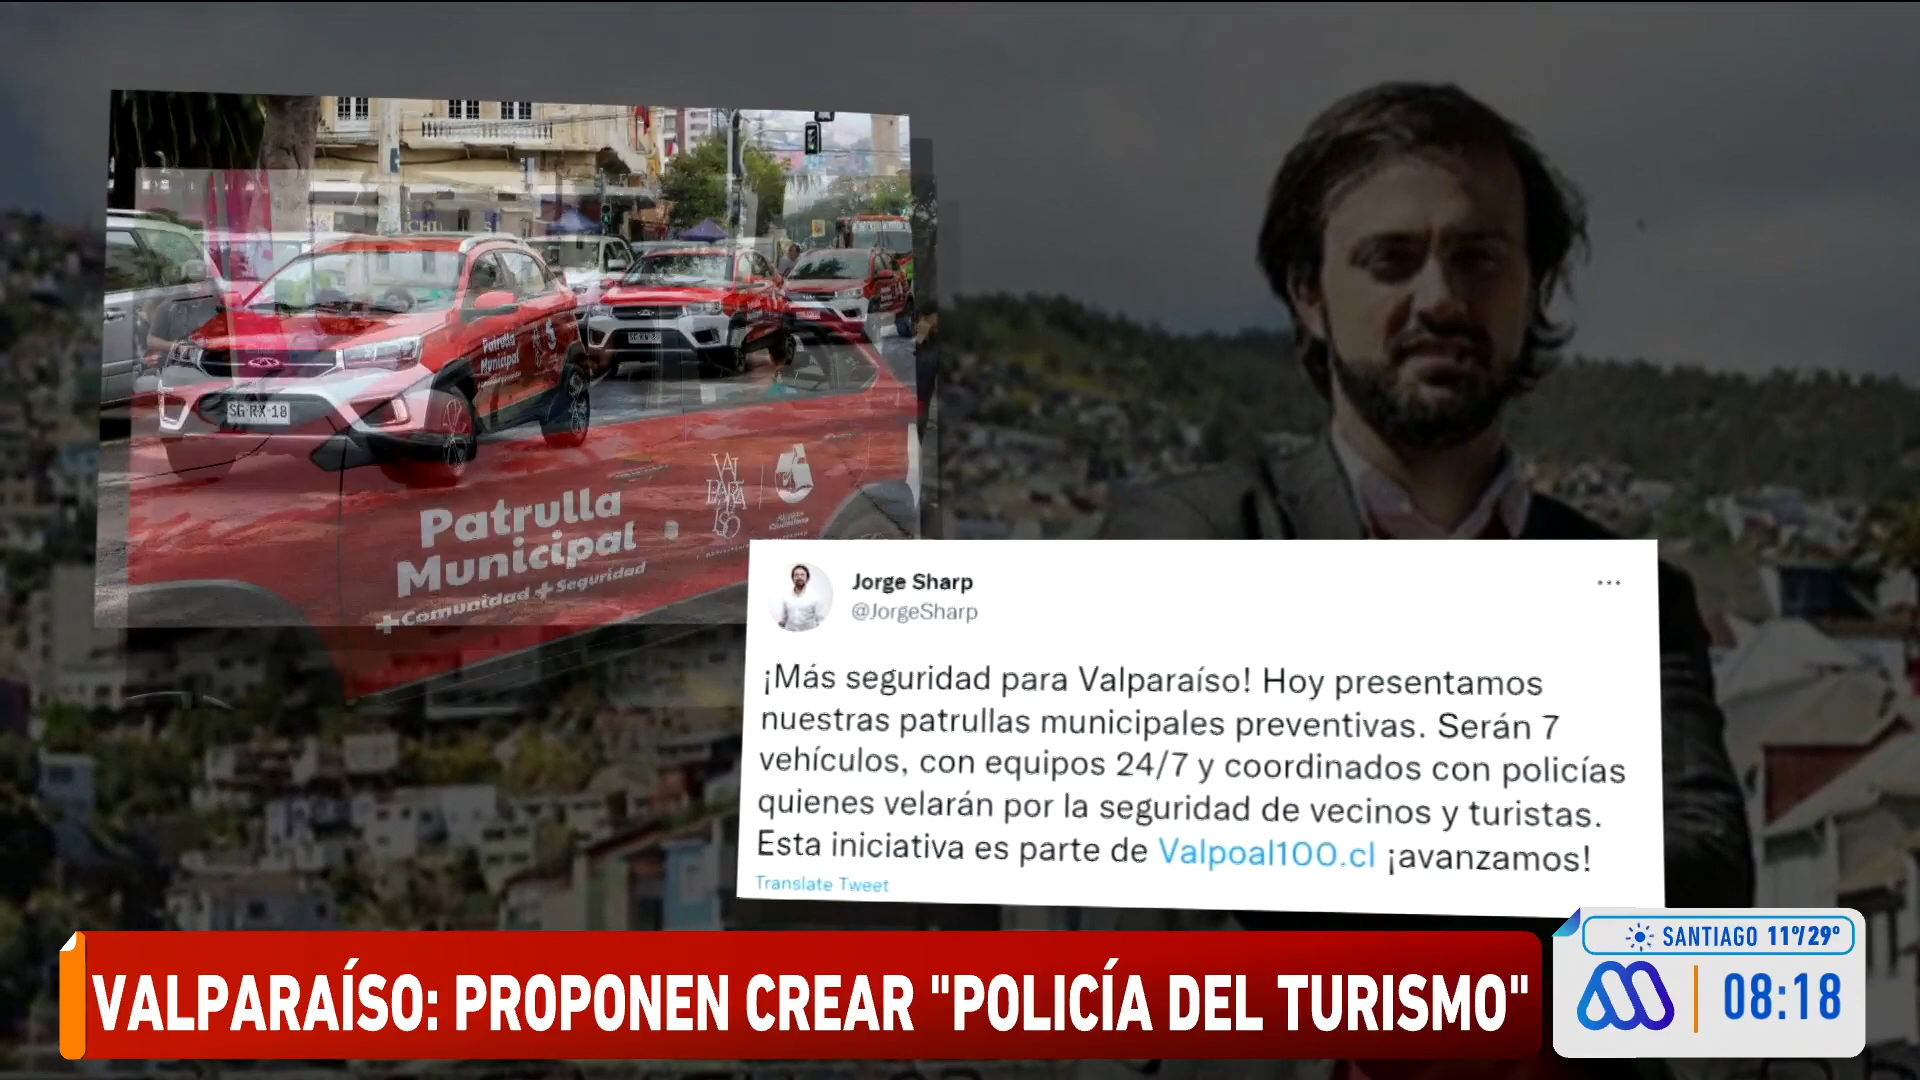 Patrulla
Municipal
+Comunidad +Seguridad
SG·RX-18
Patrulla
Municipal
VAL
PARA
ISO
Jorge Sharp
@JorgeSharp
¡Más seguridad para Valparaíso! Hoy presentamos
nuestras patrullas municipales preventivas. Serán 7
vehículos, con equipos 24/7 y coordinados con policías
quienes velarán por la seguridad de vecinos y turistas.
Esta iniciativa es parte de Valpoal100.cl ¡avanzamos!
Translate Tweet
VALPARAÍSO: PROPONEN CREAR "POLICÍA DEL TURISMO"
SANTIAGO 11°/29°
08:18